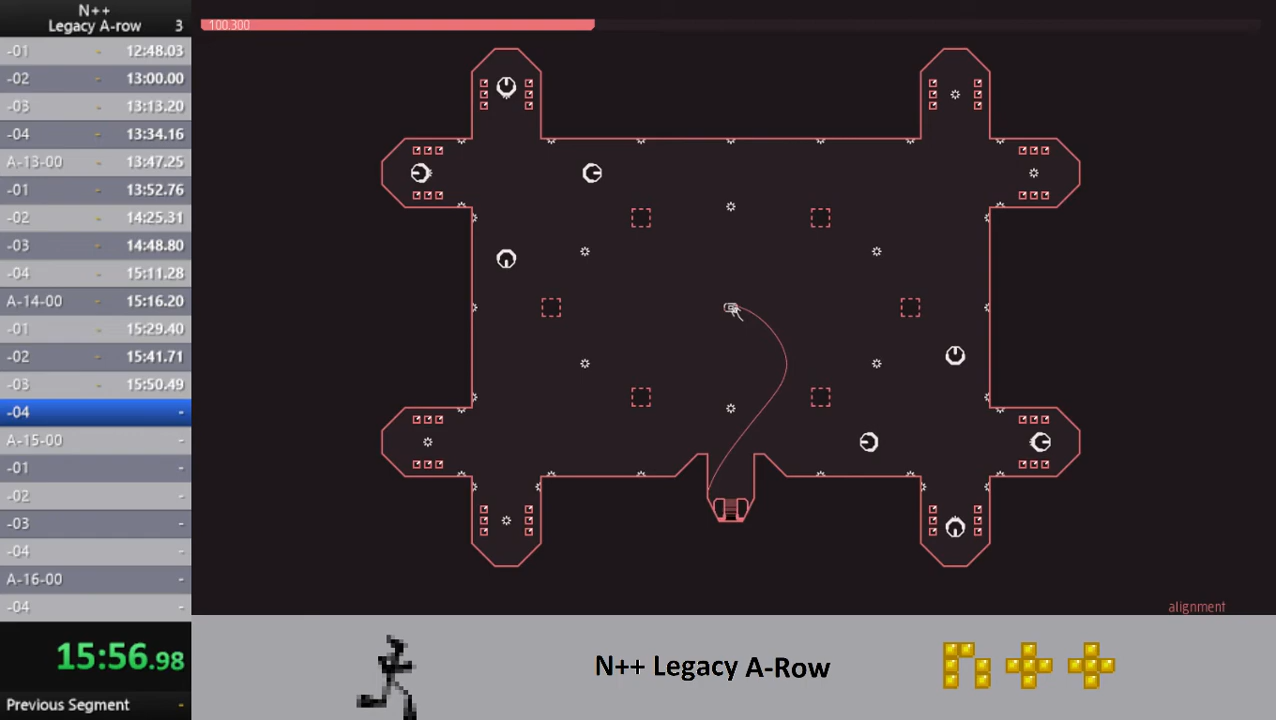 N++
Legacy A-row 3
-01 - 12:48.03
-02 - 13:00.00
-03 - 13:13.20
-04 - 13:34.16
A-13-00 - 13:47.25
-01 - 13:52.76
-02 - 14:25.31
-03 - 14:48.80
-04 - 15:11.28
A-14-00 - 15:16.20
-01 - 15:29.40
-02 - 15:41.71
-03 - 15:50.49
-04 -
A-15-00 -
-01 -
-02 -
-03 -
-04 -
A-16-00 -
-04 -
15:56.98
Previous Segment -
100.300
alignment
N++ Legacy A-Row
n++